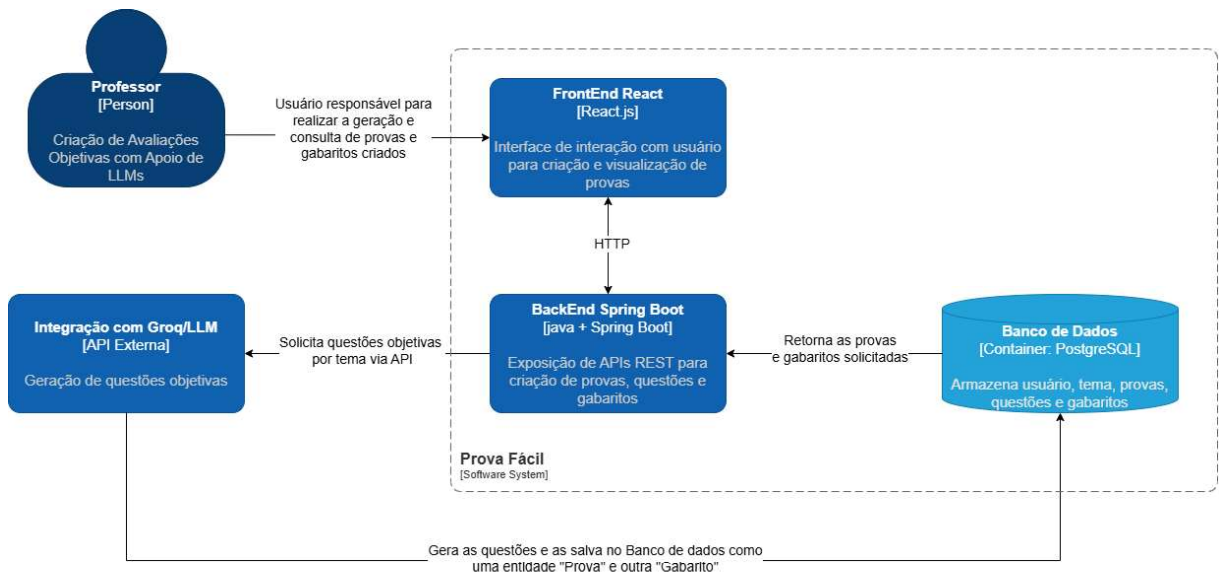 Professor
[Person]
Criação de Avaliações
Objetivas com Apoio de
LLMs
Usuário responsável para
realizar a geração e
consulta de provas e
gabaritos criados
FrontEnd React
[React.js]
Interface de interação com usuário
para criação e visualização de
provas
HTTP
Integração com Groq/LLM
[API Externa]
Geração de questões objetivas
Solicita questões objetivas
por tema via API
BackEnd Spring Boot
[java + Spring Boot]
Exposição de APIs REST para
criação de provas, questões e
gabaritos
Retorna as provas
e gabaritos solicitadas
Banco de Dados
[Container: PostgreSQL]
Armazena usuário, tema, provas,
questões e gabaritos
Prova Fácil
[Software System]
Gera as questões e as salva no Banco de dados como
uma entidade "Prova" e outra "Gabarito"